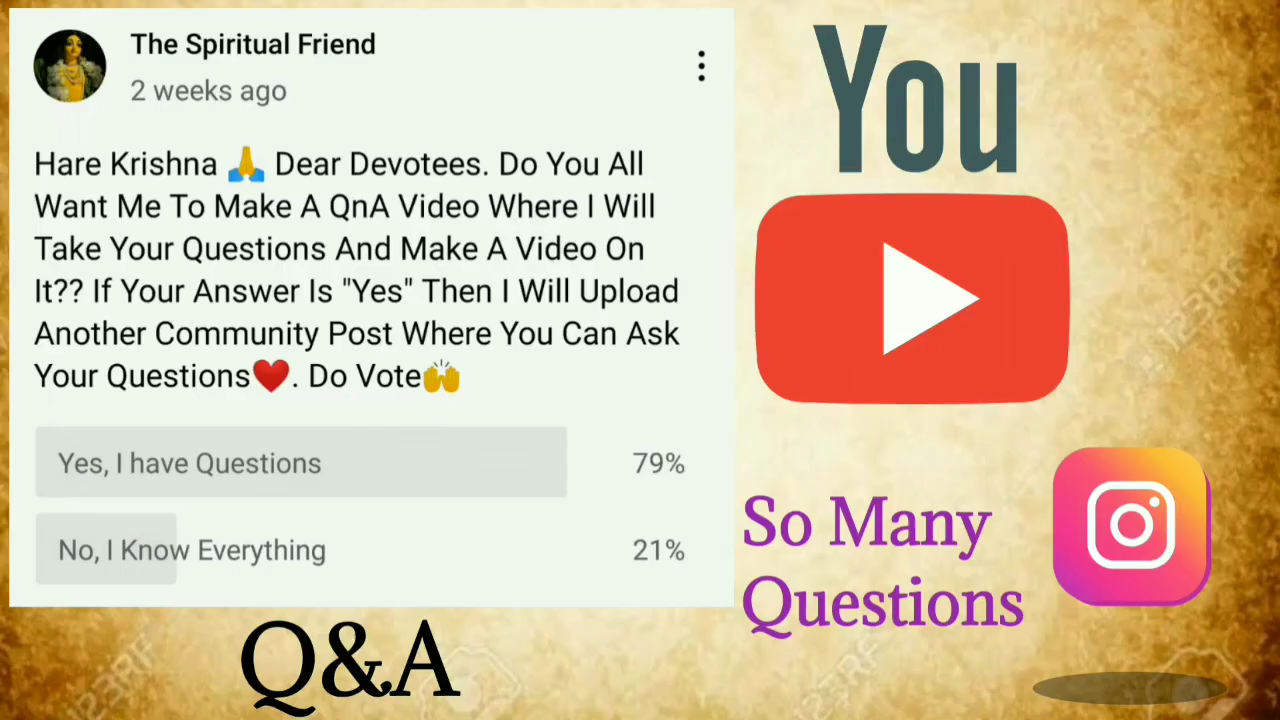 The Spiritual Friend
2 weeks ago
Hare Krishna 🙏 Dear Devotees. Do You All
Want Me To Make A QnA Video Where I Will
Take Your Questions And Make A Video On
It?? If Your Answer Is "Yes" Then I Will Upload
Another Community Post Where You Can Ask
Your Questions❤️. Do Vote🙌
Yes, I have Questions 79%
No, I Know Everything 21%
Q&A
You
So Many
Questions
123RF
123RF